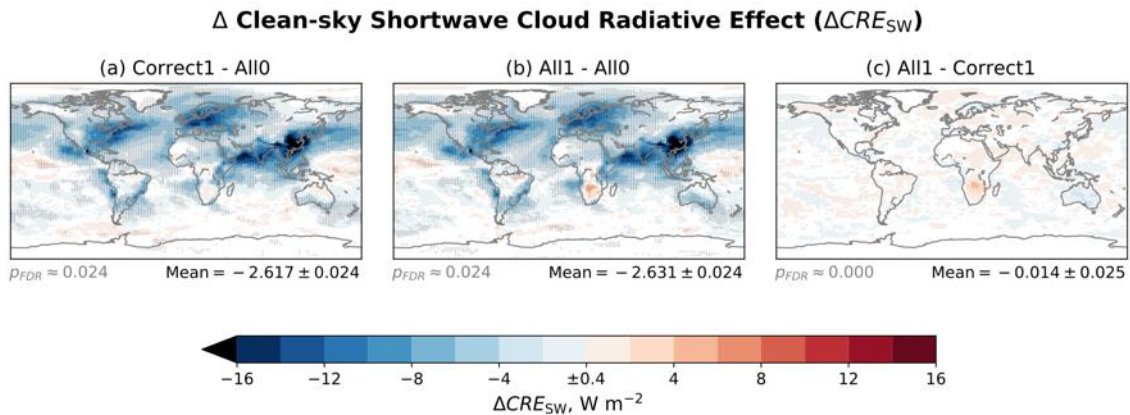 Δ Clean-sky Shortwave Cloud Radiative Effect (ΔCRE_SW)
(a) Correct1 - All0
(b) All1 - All0
(c) All1 - Correct1
p_FDR ≈ 0.024 Mean = −2.617 ± 0.024
p_FDR ≈ 0.024 Mean = −2.631 ± 0.024
p_FDR ≈ 0.000 Mean = −0.014 ± 0.025
−16 −12 −8 −4 ±0.4 4 8 12 16
ΔCRE_SW, W m⁻²